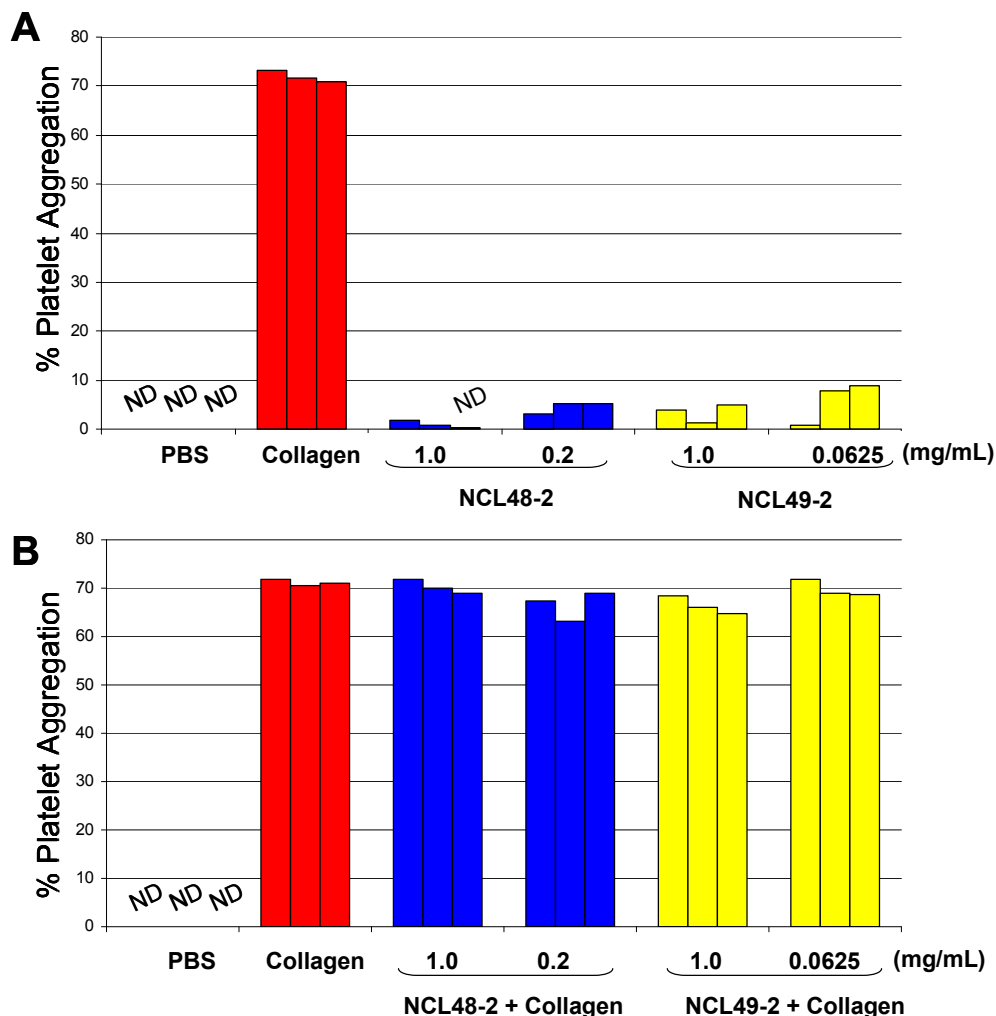 A
% Platelet Aggregation
80
70
60
50
40
30
20
10
0
ND ND ND
ND
PBS Collagen 1.0 0.2 1.0 0.0625 (mg/mL)
NCL48-2 NCL49-2
B
% Platelet Aggregation
80
70
60
50
40
30
20
10
0
ND ND ND
PBS Collagen 1.0 0.2 1.0 0.0625 (mg/mL)
NCL48-2 + Collagen NCL49-2 + Collagen